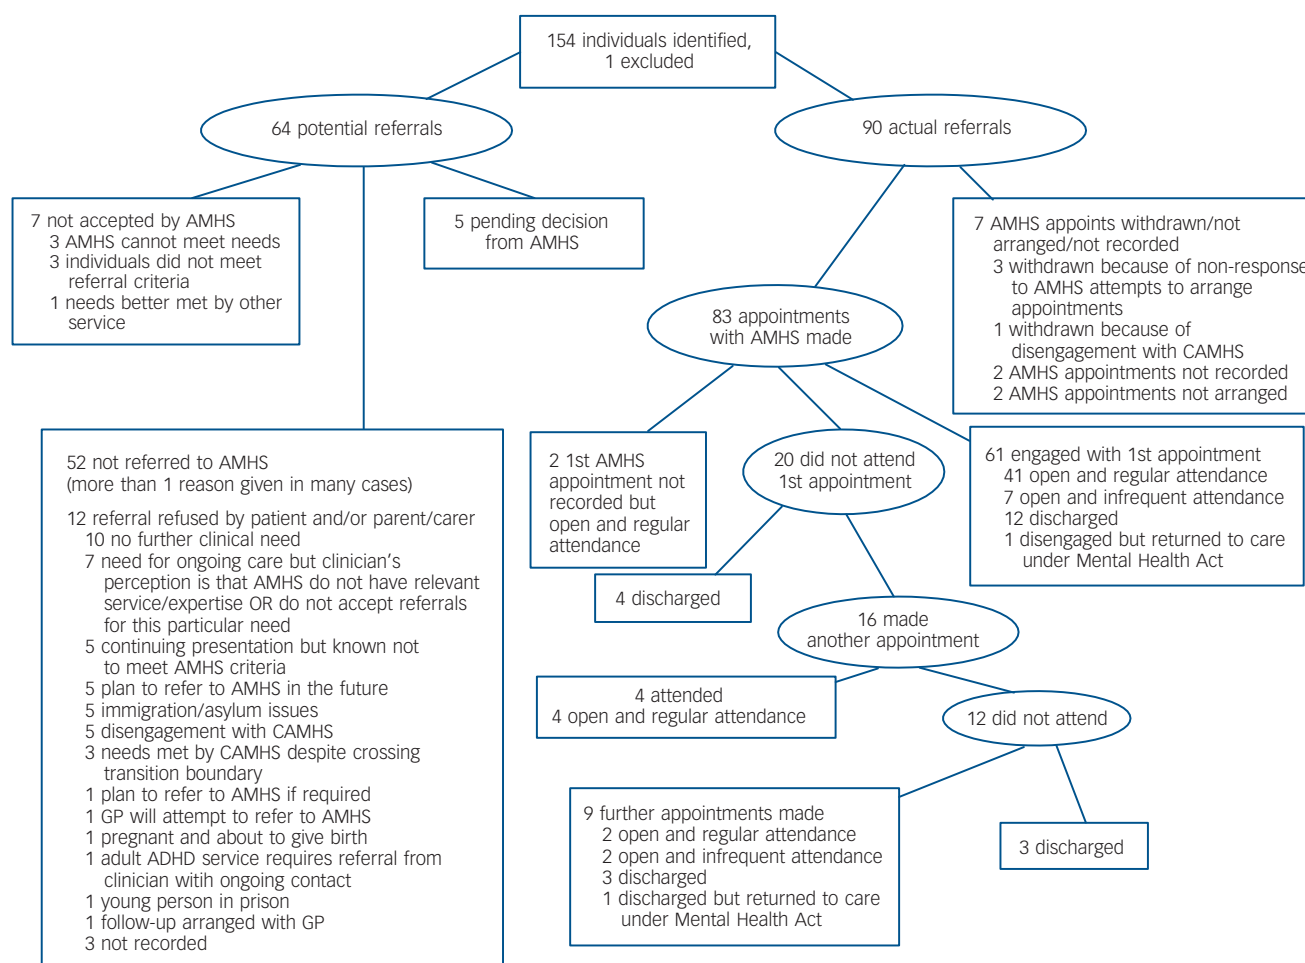 154 individuals identified,
1 excluded
64 potential referrals
90 actual referrals
7 not accepted by AMHS
3 AMHS cannot meet needs
3 individuals did not meet
referral criteria
1 needs better met by other
service
5 pending decision
from AMHS
7 AMHS appoints withdrawn/not
arranged/not recorded
3 withdrawn because of non-response
to AMHS attempts to arrange
appointments
1 withdrawn because of
disengagement with CAMHS
2 AMHS appointments not recorded
2 AMHS appointments not arranged
83 appointments
with AMHS made
52 not referred to AMHS
(more than 1 reason given in many cases)
12 referral refused by patient and/or parent/carer
10 no further clinical need
7 need for ongoing care but clinician's
perception is that AMHS do not have relevant
service/expertise OR do not accept referrals
for this particular need
5 continuing presentation but known not
to meet AMHS criteria
5 plan to refer to AMHS in the future
5 immigration/asylum issues
5 disengagement with CAMHS
3 needs met by CAMHS despite crossing
transition boundary
1 plan to refer to AMHS if required
1 GP will attempt to refer to AMHS
1 pregnant and about to give birth
1 adult ADHD service requires referral from
clinician witih ongoing contact
1 young person in prison
1 follow-up arranged with GP
3 not recorded
2 1st AMHS
appointment not
recorded but
open and regular
attendance
20 did not attend
1st appointment
61 engaged with 1st appointment
41 open and regular attendance
7 open and infrequent attendance
12 discharged
1 disengaged but returned to care
under Mental Health Act
4 discharged
16 made
another appointment
4 attended
4 open and regular attendance
12 did not attend
9 further appointments made
2 open and regular attendance
2 open and infrequent attendance
3 discharged
1 discharged but returned to care
under Mental Health Act
3 discharged